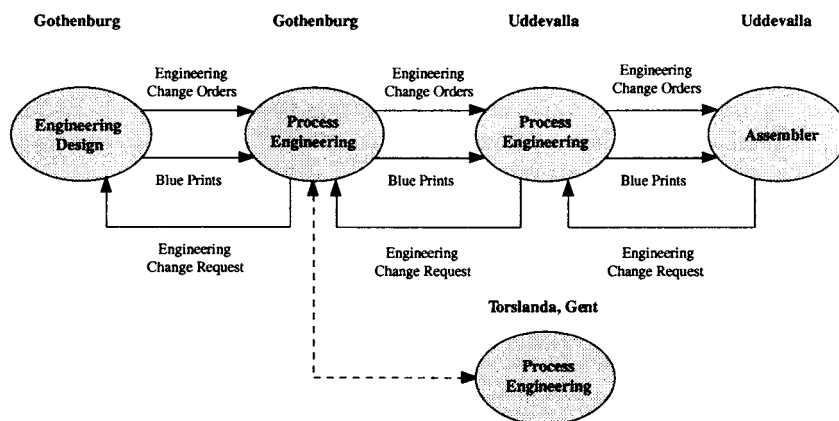 Gothenburg
Gothenburg
Uddevalla
Uddevalla
Engineering
Change Orders
Engineering
Change Orders
Engineering
Change Orders
Engineering
Design
Process
Engineering
Process
Engineering
Assembler
Blue Prints
Blue Prints
Blue Prints
Engineering
Change Request
Engineering
Change Request
Engineering
Change Request
Torslanda, Gent
Process
Engineering